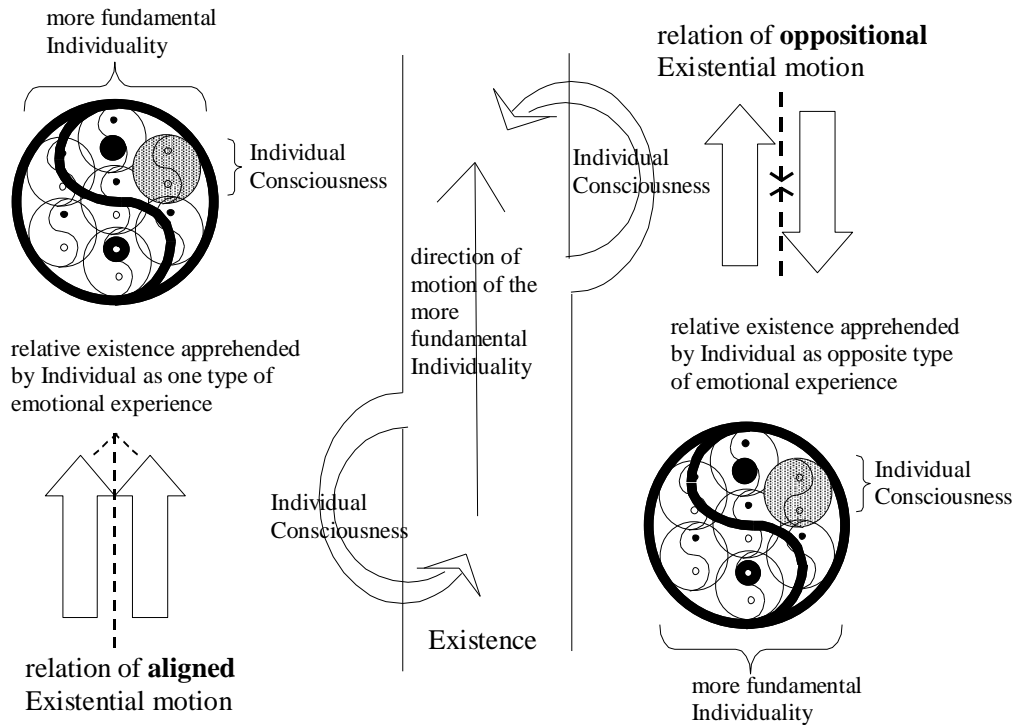 more fundamental
Individuality
Individual
Consciousness
relative existence apprehended
by Individual as one type of
emotional experience
relation of aligned
Existential motion
direction of
motion of the
more
fundamental
Individuality
Individual
Consciousness
Existence
Individual
Consciousness
relation of oppositional
Existential motion
relative existence apprehended
by Individual as opposite type
of emotional experience
Individual
Consciousness
more fundamental
Individuality